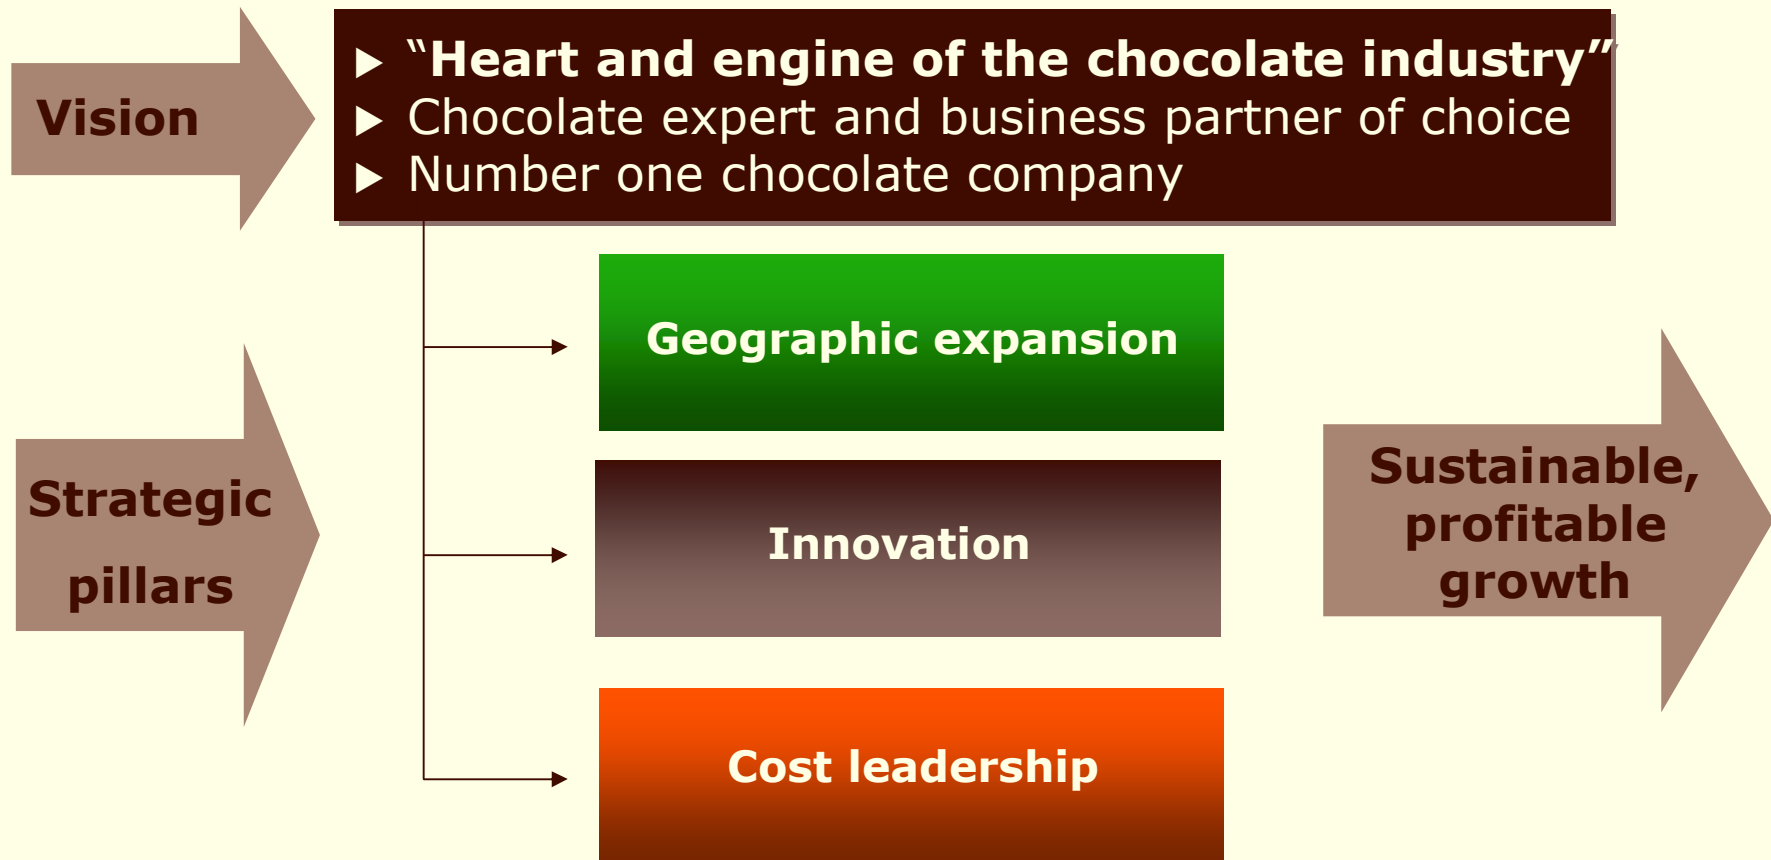 Vision
▶ “Heart and engine of the chocolate industry”
▶ Chocolate expert and business partner of choice
▶ Number one chocolate company
Strategic
pillars
Geographic expansion
Innovation
Cost leadership
Sustainable,
profitable
growth